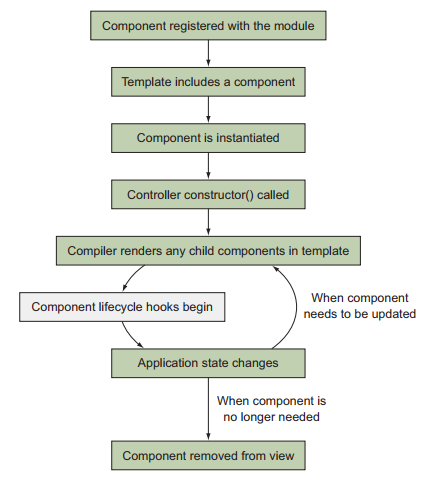 Component registered with the module
Template includes a component
Component is instantiated
Controller constructor() called
Compiler renders any child components in template
Component lifecycle hooks begin
When component
needs to be updated
Application state changes
When component is
no longer needed
Component removed from view